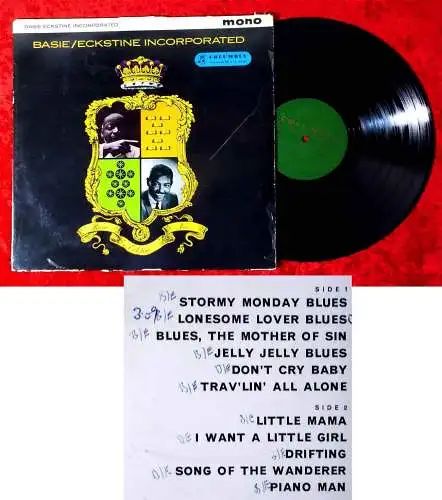 BASIE/ECKSTINE INCORPORATED
mono
BASIE/ECKSTINE INCORPORATED
COLUMBIA
SIDE 1
B/E STORMY MONDAY BLUES
3:09 B/E LONESOME LOVER BLUES
B/E BLUES, THE MOTHER OF SIN
B/E JELLY JELLY BLUES
DON'T CRY BABY
B/E TRAV'LIN' ALL ALONE
SIDE 2
B/E LITTLE MAMA
I WANT A LITTLE GIRL
DRIFTING
SONG OF THE WANDERER
B/E PIANO MAN